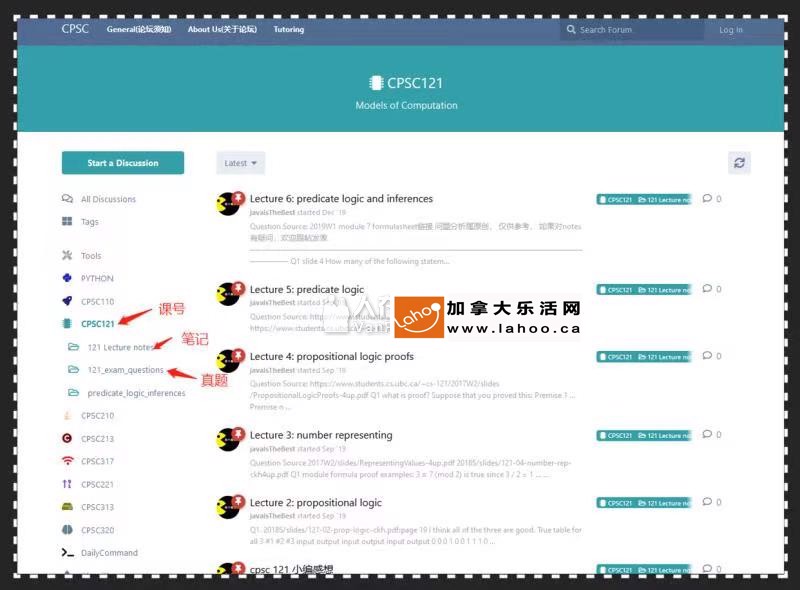 CPSC
General(论坛须知)
About Us(关于论坛)
Tutoring
Search Forum
Log In
CPSC121
Models of Computation
Start a Discussion
Latest
All Discussions
Tags
Tools
PYTHON
CPSC110
CPSC121
课号
121 Lecture notes
笔记
121_exam_questions
真题
predicate_logic_inferences
CPSC210
CPSC213
CPSC317
CPSC221
CPSC313
CPSC320
DailyCommand
Lecture 6: predicate logic and inferences
CPSC121 121 Lecture no
0
javaisTheBest started Dec '19
Question Source: 2019W1 module 7 formulasheet链接 问题分析属原创， 仅供参考， 如果对notes
有疑问，欢迎跟帖发表
Q1 slide 4 How many of the following statem...
Lecture 5: predicate logic
CPSC121 121 Lecture no
0
javaisTheBest
Question Source: https://www.students
https://www.students.cs.ub
Lahoo
加拿大乐活网
www.lahoo.ca
Lecture 4: propositional logic proofs
CPSC121 121 Lecture no
0
javaisTheBest started Sep '19
Question Source: https://www.students.cs.ubc.ca/~cs-121/2017W2/slides
/PropositionalLogicProofs-4up.pdf Q1 what is proof? Suppose that you proved this: Premise 1 ...
Premise n ...
Lecture 3: number representing
CPSC121 121 Lecture no
0
javaisTheBest started Sep '19
Question Source 2017W2/slides/RepresentingValues-4up.pdf 2018S/slides/121-04-number-rep-
ckh4up.pdf Q1 module formula proof examples: 3 ≡ 7 (mod 2) is true since 3 / 2 = 1 ... ...
Lecture 2: propositional logic
CPSC121 121 Lecture no
0
javaisTheBest started Sep '19
Q1. 2018S/slides/121-02-prop-logic-ckh.pdf:page 19 i think all of the three are good. True table for
all 3 #1 #2 #3 input output input output input output 0 0 0 1 0 0 1 1 1 0 ...
cpsc 121 小编感想
CPSC121 121 Lecture no
0